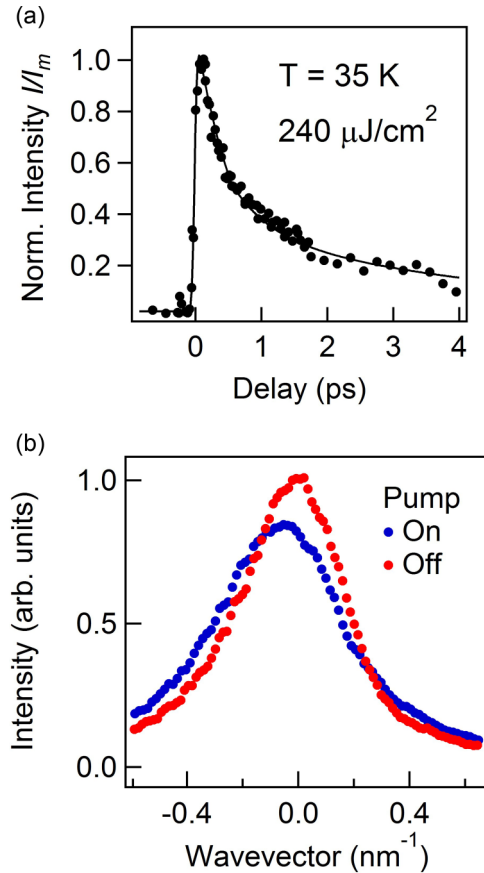 (a)
1.0
0.8
0.6
0.4
0.2
Norm. Intensity I/Im
T = 35 K
240 μJ/cm²
0
1
2
3
4
Delay (ps)
(b)
1.0
0.5
0.0
Intensity (arb. units)
Pump
On
Off
-0.4
0.0
0.4
Wavevector (nm⁻¹)